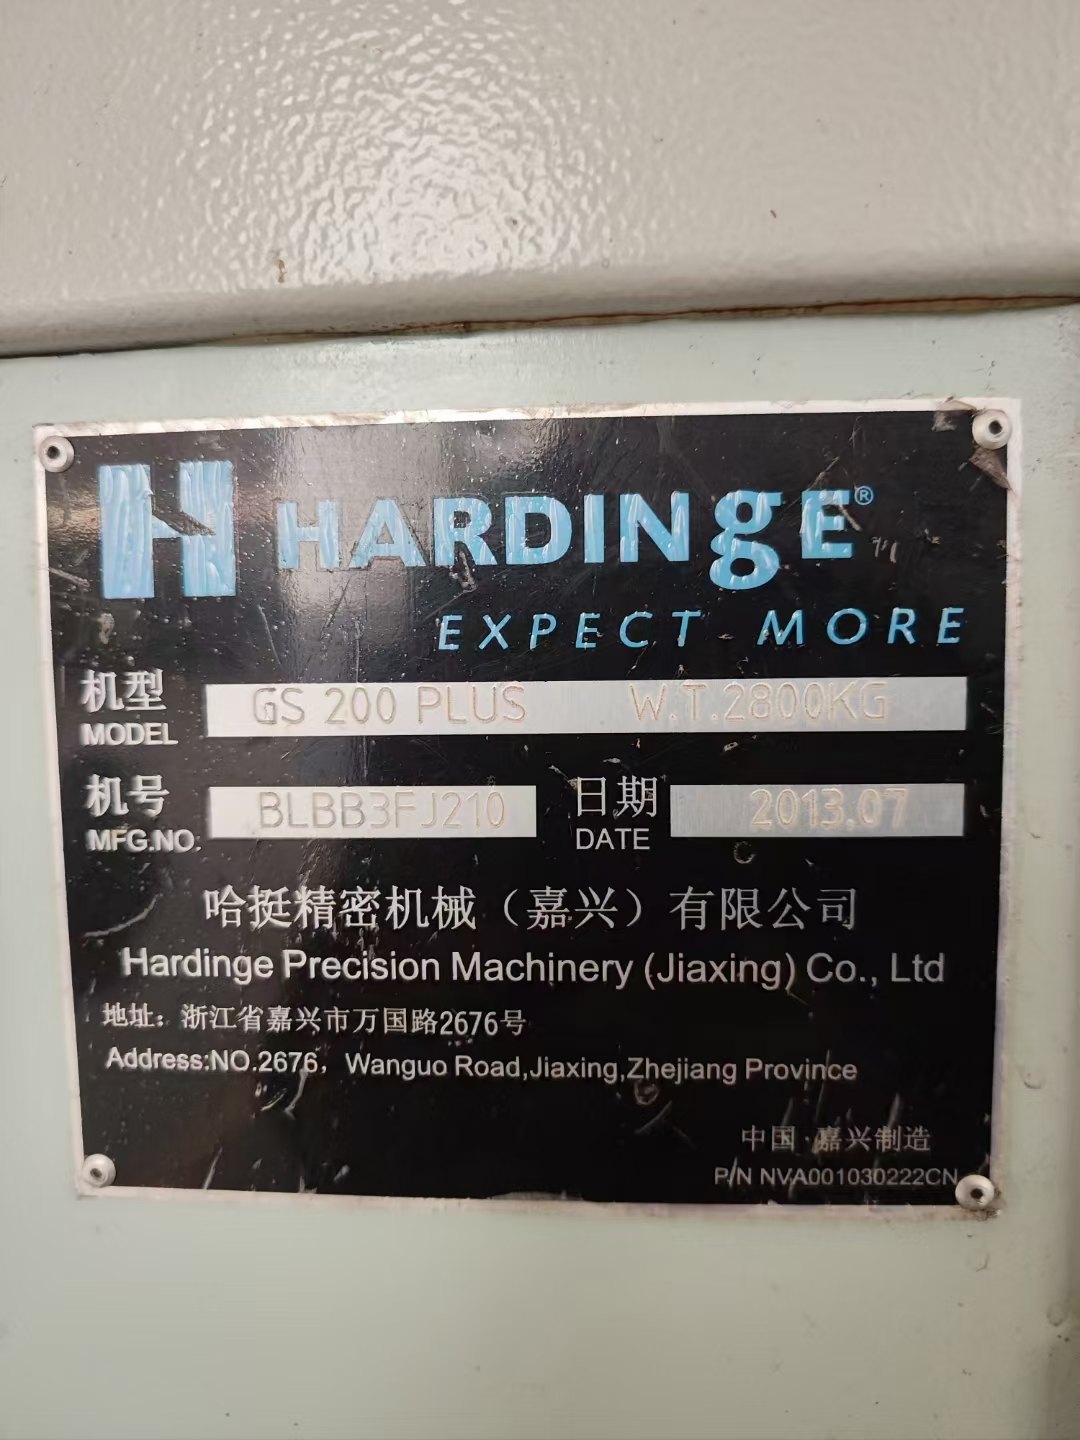 H HARDINgE®
EXPECT MORE
机型 GS 200 PLUS W.T.2800KG
MODEL
机号 BLBB3FJ210 日期 2013.07
MFG.NO. DATE
哈挺精密机械（嘉兴）有限公司
Hardinge Precision Machinery (Jiaxing) Co., Ltd
地址：浙江省嘉兴市万国路2676号
Address:NO.2676，Wanguo Road,Jiaxing,Zhejiang Province
中国·嘉兴制造
P/N NVA001030222CN